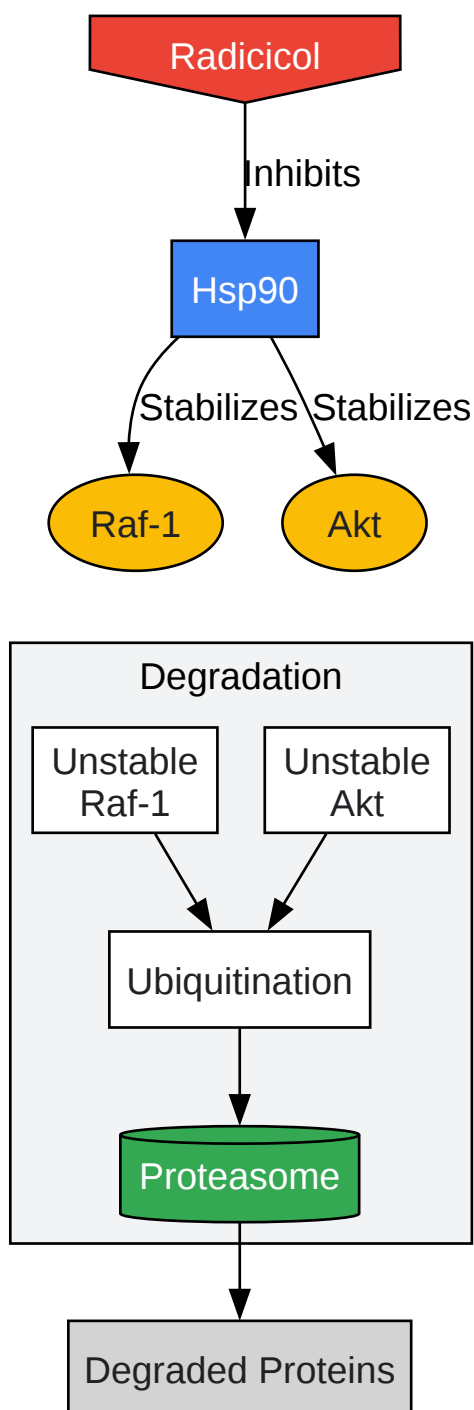 Radicicol
Inhibits
Hsp90
Stabilizes Stabilizes
Raf-1 Akt
Degradation
Unstable Unstable
Raf-1 Akt
Ubiquitination
Proteasome
Degraded Proteins